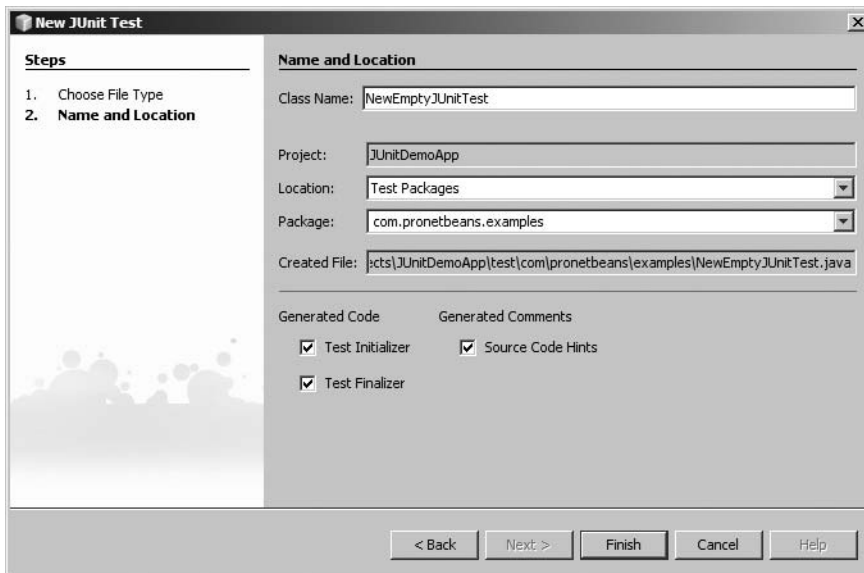 New JUnit Test
Steps
1. Choose File Type
2. Name and Location
Name and Location
Class Name: NewEmptyJUnitTest
Project: JUnitDemoApp
Location: Test Packages
Package: com.pronetbeans.examples
Created File: ects\JUnitDemoApp\test\com\pronetbeans\examples\NewEmptyJUnitTest.java
Generated Code Generated Comments
Test Initializer Source Code Hints
Test Finalizer
< Back Next > Finish Cancel Help